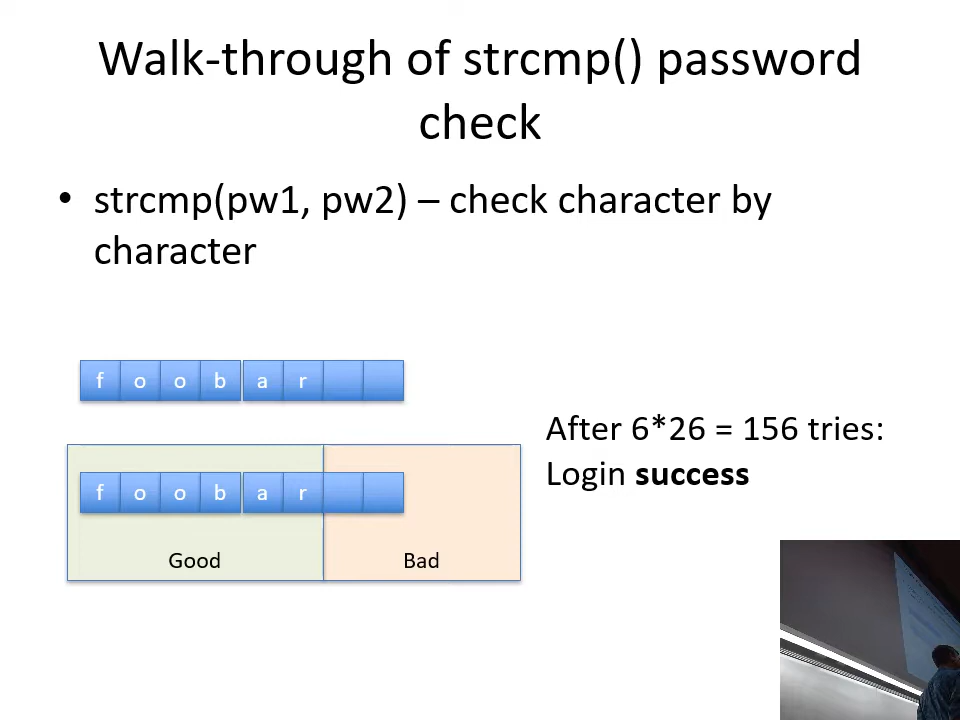 Walk-through of strcmp() password
check
• strcmp(pw1, pw2) – check character by
character
f o o b a r
After 6*26 = 156 tries:
Login success
f o o b a r
Good Bad